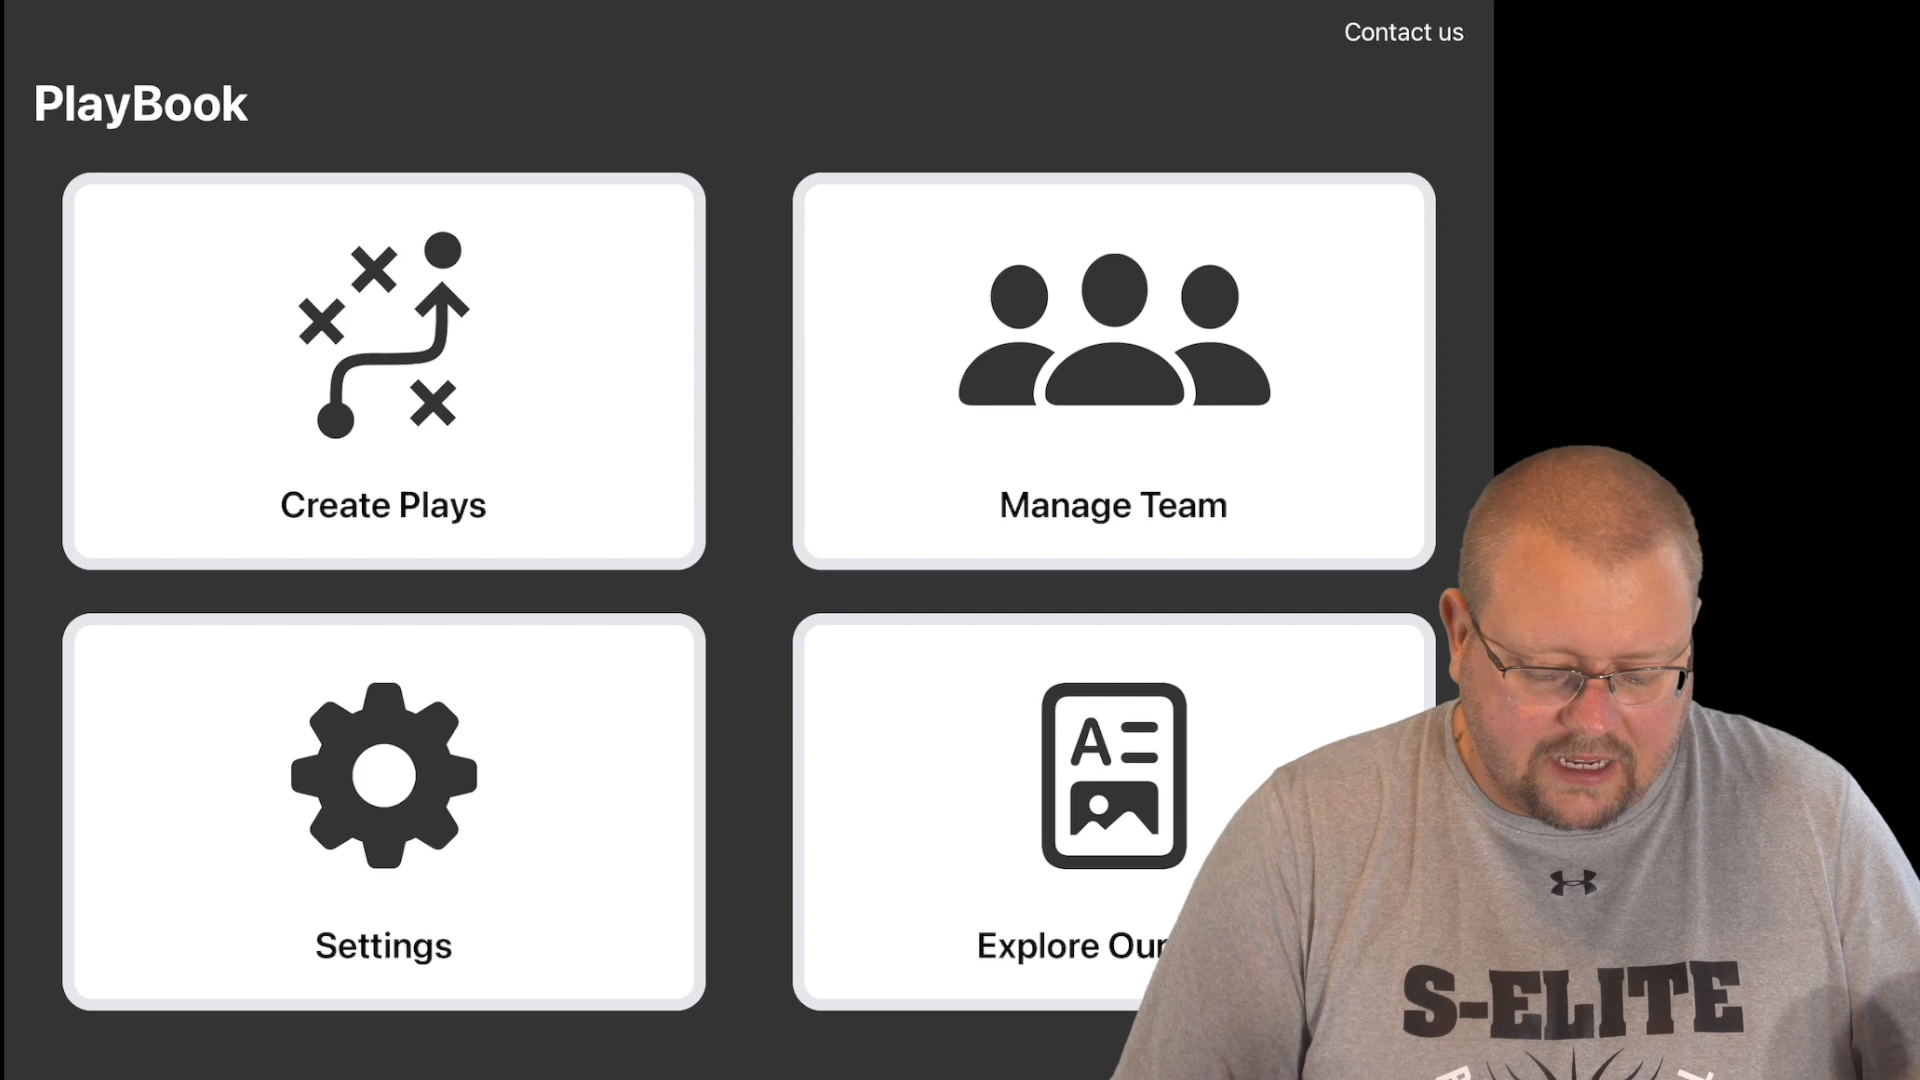 Contact us
PlayBook
Create Plays
Manage Team
Settings
Explore Our
S-ELITE